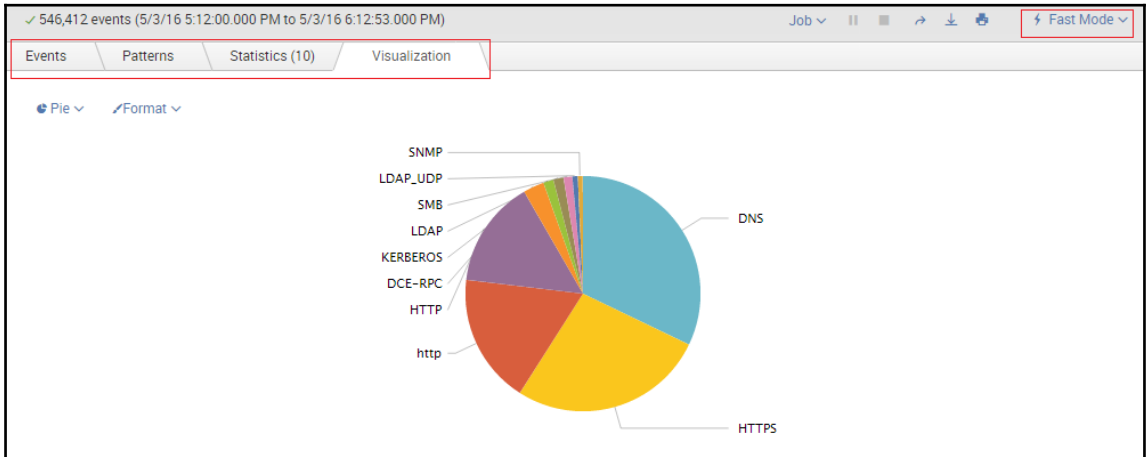 ✓ 546,412 events (5/3/16 5:12:00.000 PM to 5/3/16 6:12:53.000 PM)
Job
Fast Mode
Events
Patterns
Statistics (10)
Visualization
Pie
Format
SNMP
LDAP_UDP
SMB
LDAP
KERBEROS
DCE-RPC
HTTP
http
DNS
HTTPS